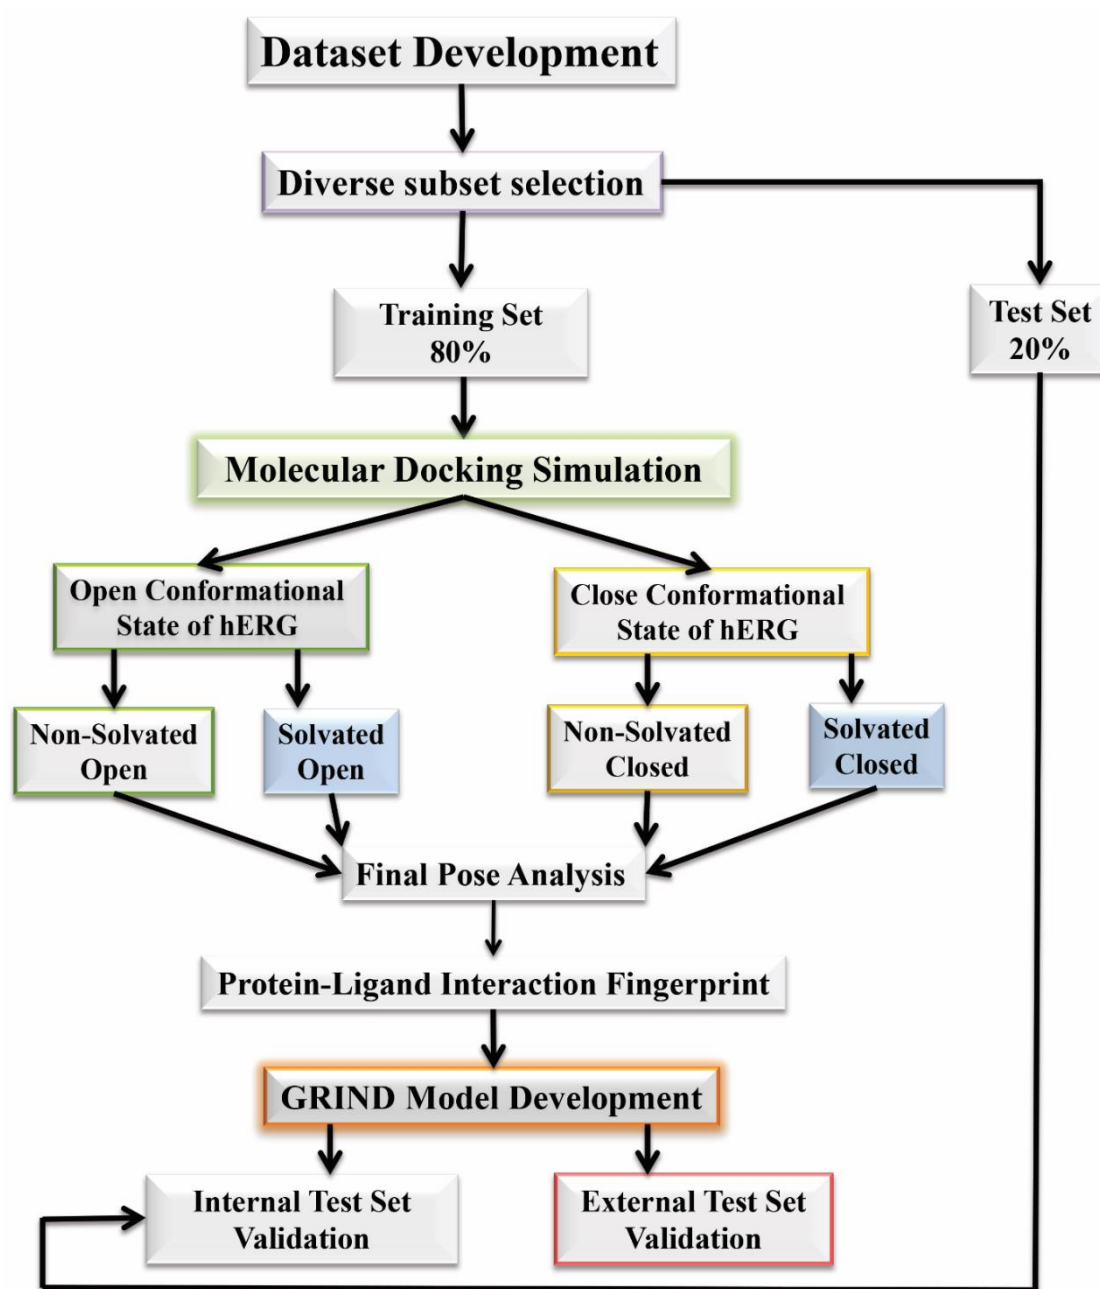 Dataset Development
Diverse subset selection
Training Set
80%
Test Set
20%
Molecular Docking Simulation
Open Conformational
State of hERG
Close Conformational
State of hERG
Non-Solvated
Open
Solvated
Open
Non-Solvated
Closed
Solvated
Closed
Final Pose Analysis
Protein-Ligand Interaction Fingerprint
GRIND Model Development
Internal Test Set
Validation
External Test Set
Validation